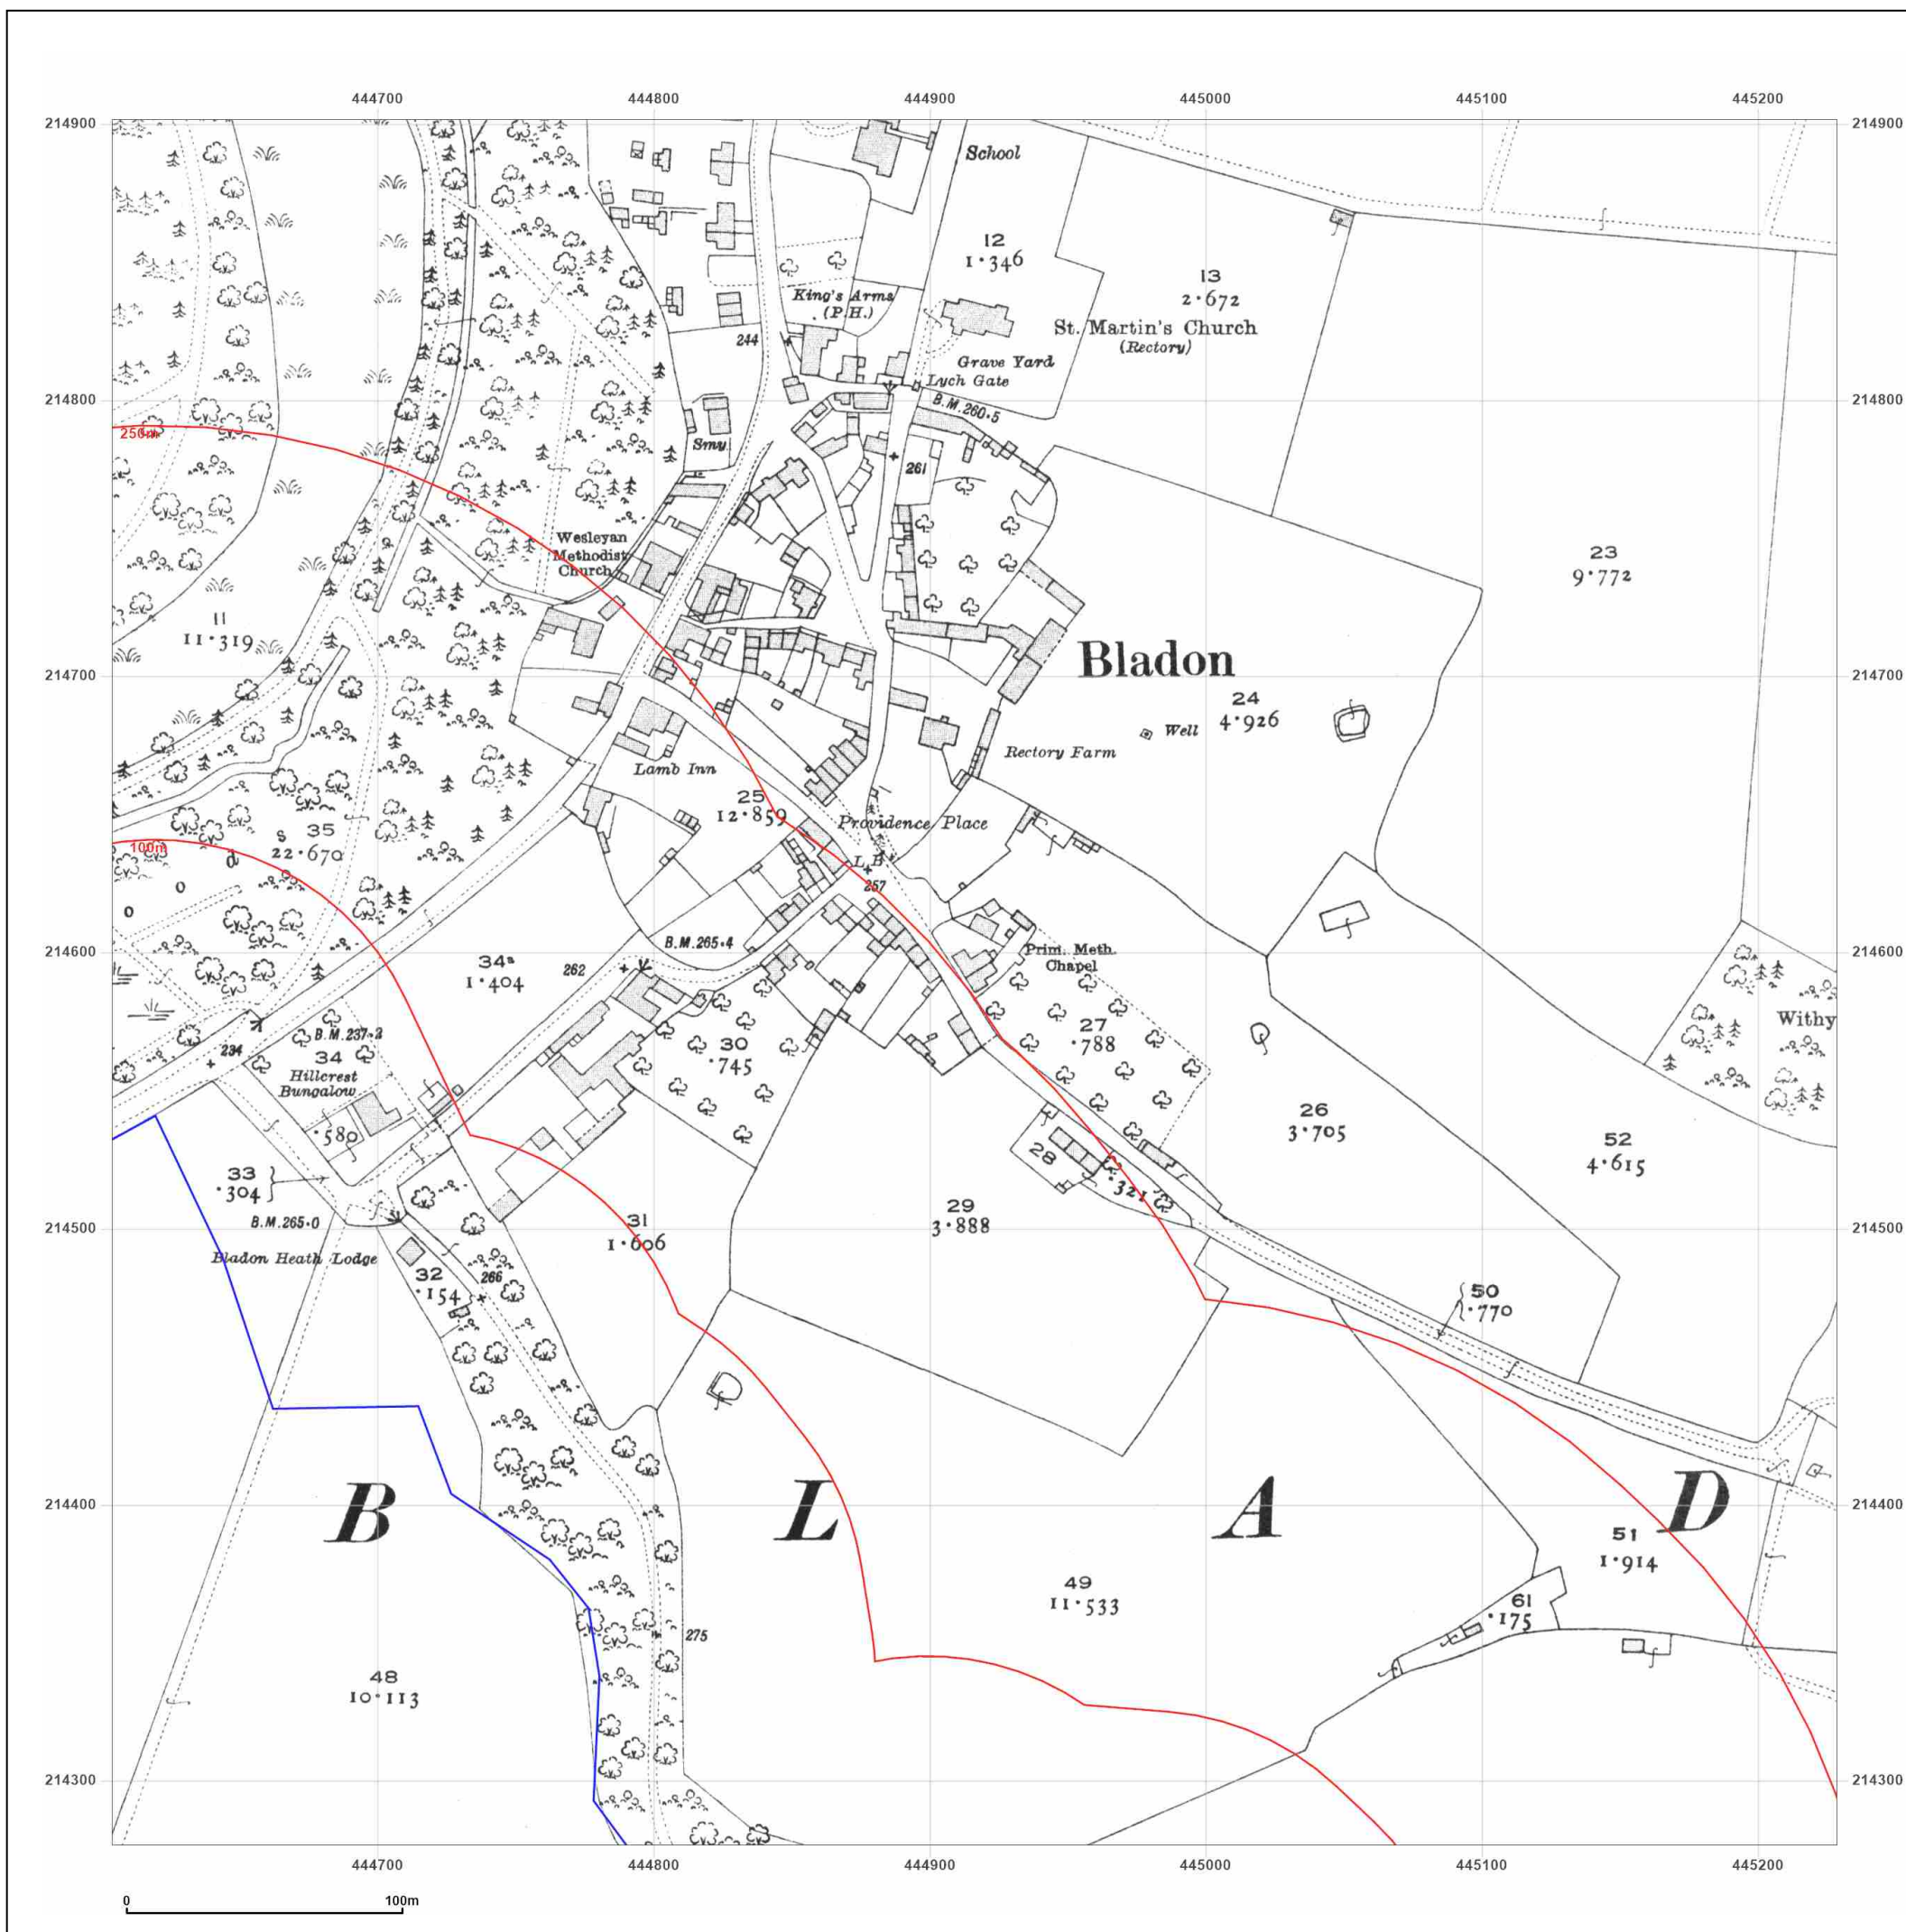 444700 444800 444900 445000 445100 445200
214900 214900
School
12
1·346
13
2·672
King's Arms
(P.H.)
St. Martin's Church
(Rectory)
244
Grave Yard
Lych Gate
B.M.260·5
214800 214800
250m
Smy
261
Wesleyan
Methodist
Church
23
9·772
11
11·319
Bladon
214700 214700
24
4·926
Well
Rectory Farm
Lamb Inn
25
12·859
Providence Place
35
22·670
100m
L.B.
257
B.M.265·4
Prim. Meth.
Chapel
214600 214600
34a
1·404
262
Withy
B.M.237·2
234
34
Hillcrest
Bungalow
·580
30
·745
27
·788
26
3·705
52
4·615
28
·321
33
·304
B.M.265·0
29
3·888
31
1·606
214500 214500
Bladon Heath Lodge
266
32
·154
50
·770
B L A D
214400 214400
51
1·914
49
11·533
61
·175
275
48
10·113
214300 214300
444700 444800 444900 445000 445100 445200
0 100m